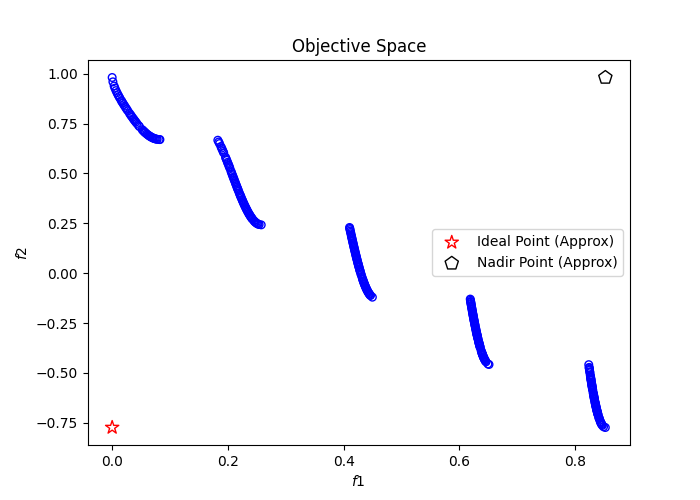 Objective Space
1.00
0.75
0.50
0.25
0.00
−0.25
−0.50
−0.75
f2
Ideal Point (Approx)
Nadir Point (Approx)
0.0 0.2 0.4 0.6 0.8
f1